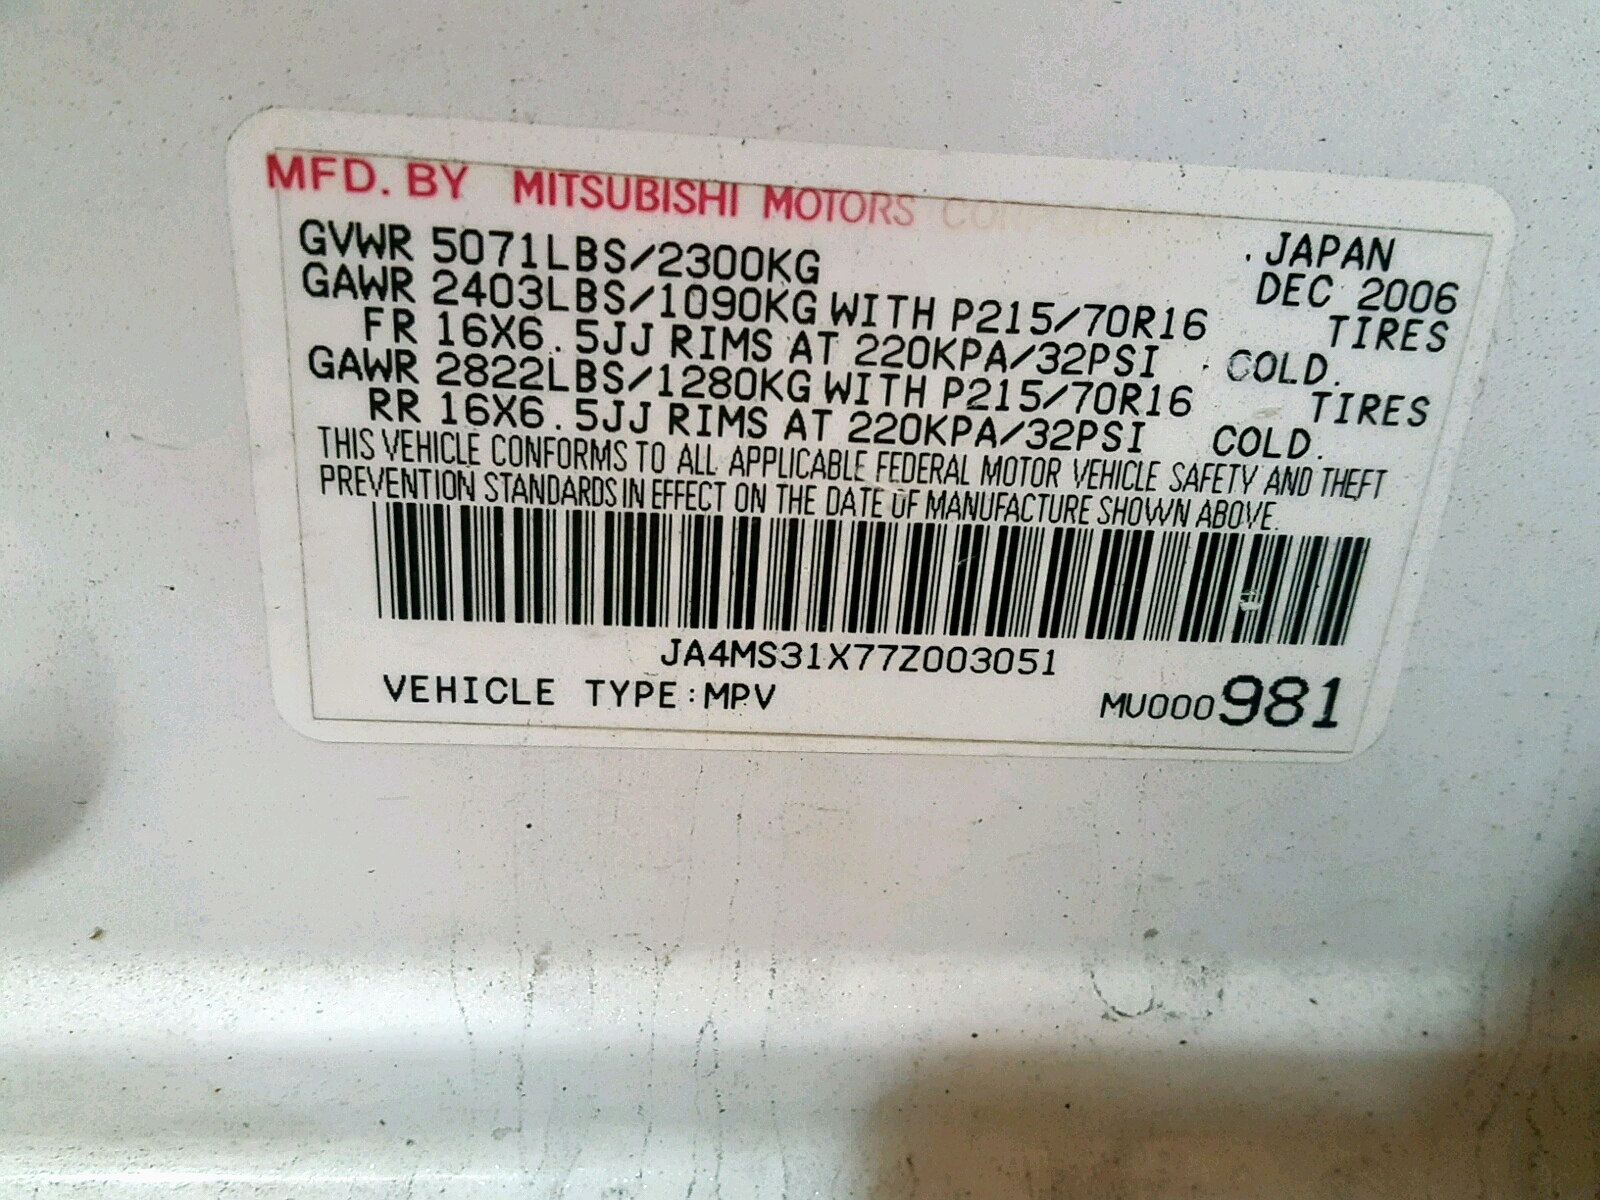 MFD. BY MITSUBISHI MOTORS CORPORATION
GVWR 5071LBS/2300KG . JAPAN
GAWR 2403LBS/1090KG WITH P215/70R16 DEC 2006
FR 16X6.5JJ RIMS AT 220KPA/32PSI TIRES COLD.
GAWR 2822LBS/1280KG WITH P215/70R16 TIRES
RR 16X6.5JJ RIMS AT 220KPA/32PSI COLD.
THIS VEHICLE CONFORMS TO ALL APPLICABLE FEDERAL MOTOR VEHICLE SAFETY AND THEFT
PREVENTION STANDARDS IN EFFECT ON THE DATE OF MANUFACTURE SHOWN ABOVE.
JA4MS31X77Z003051
VEHICLE TYPE:MPV MU000981